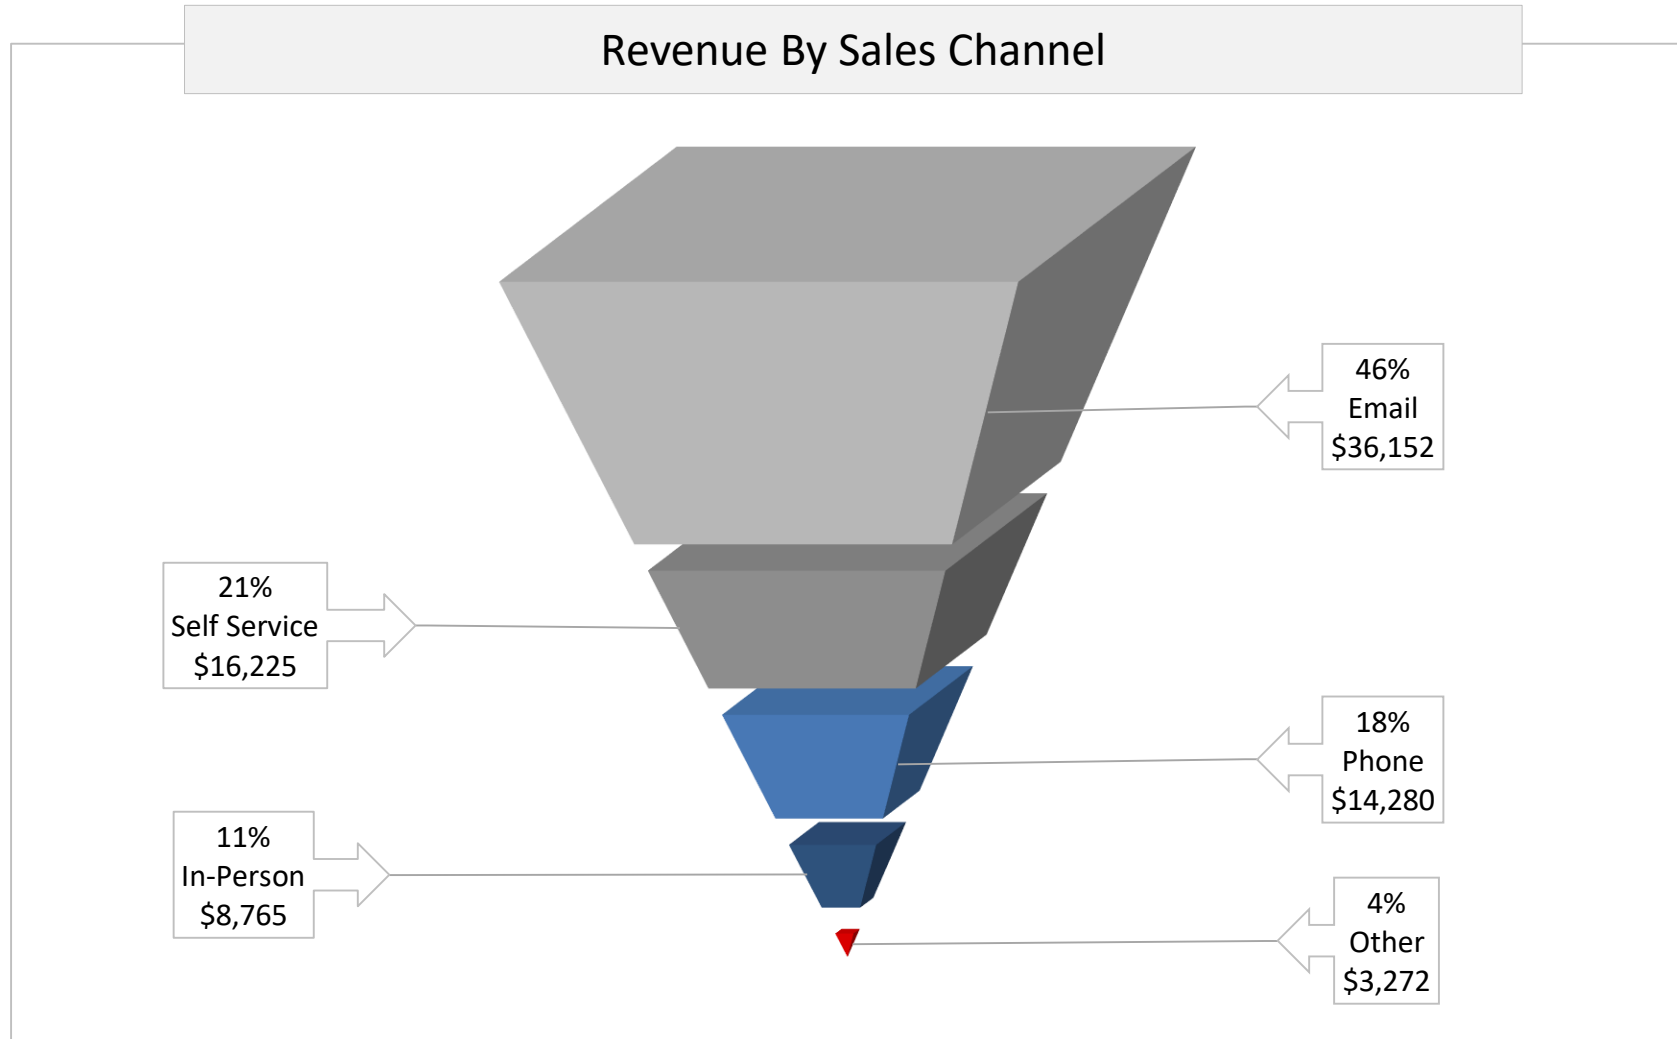 Revenue By Sales Channel
46%
Email
$36,152
21%
Self Service
$16,225
18%
Phone
$14,280
11%
In-Person
$8,765
4%
Other
$3,272